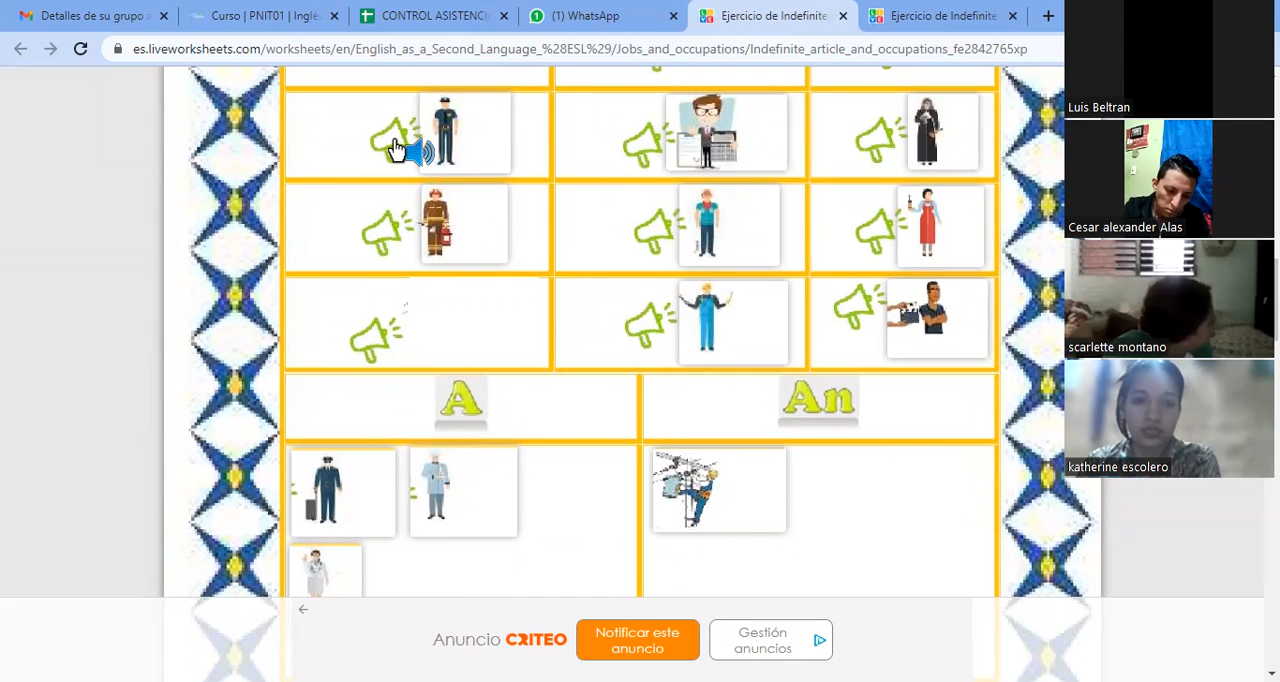 Detalles de su grupo
Curso | PNIT01 | Inglé
CONTROL ASISTENCI
(1) WhatsApp
Ejercicio de Indefinite
Ejercicio de Indefinite
es.liveworksheets.com/worksheets/en/English_as_a_Second_Language_%28ESL%29/Jobs_and_occupations/Indefinite_article_and_occupations_fe2842765xp
Luis Beltran
Cesar alexander Alas
scarlette montano
katherine escolero
A
An
Anuncio CRITEO
Notificar este
anuncio
Gestión
anuncios